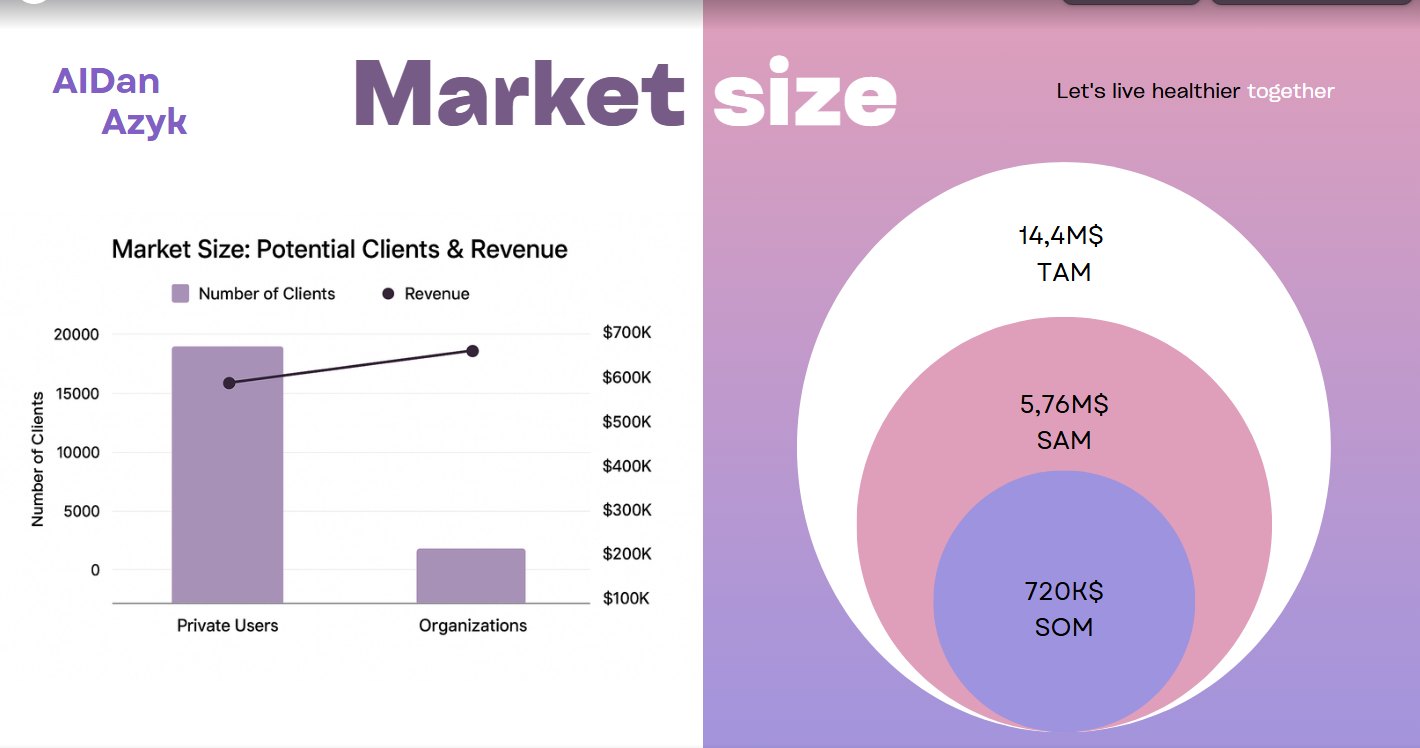 AIDan
Azyk
Market size
Let's live healthier together
Market Size: Potential Clients & Revenue
Number of Clients
Revenue
20000
15000
10000
5000
0
Number of Clients
$700K
$600K
$500K
$400K
$300K
$200K
$100K
Private Users
Organizations
14,4M$
TAM
5,76M$
SAM
720K$
SOM